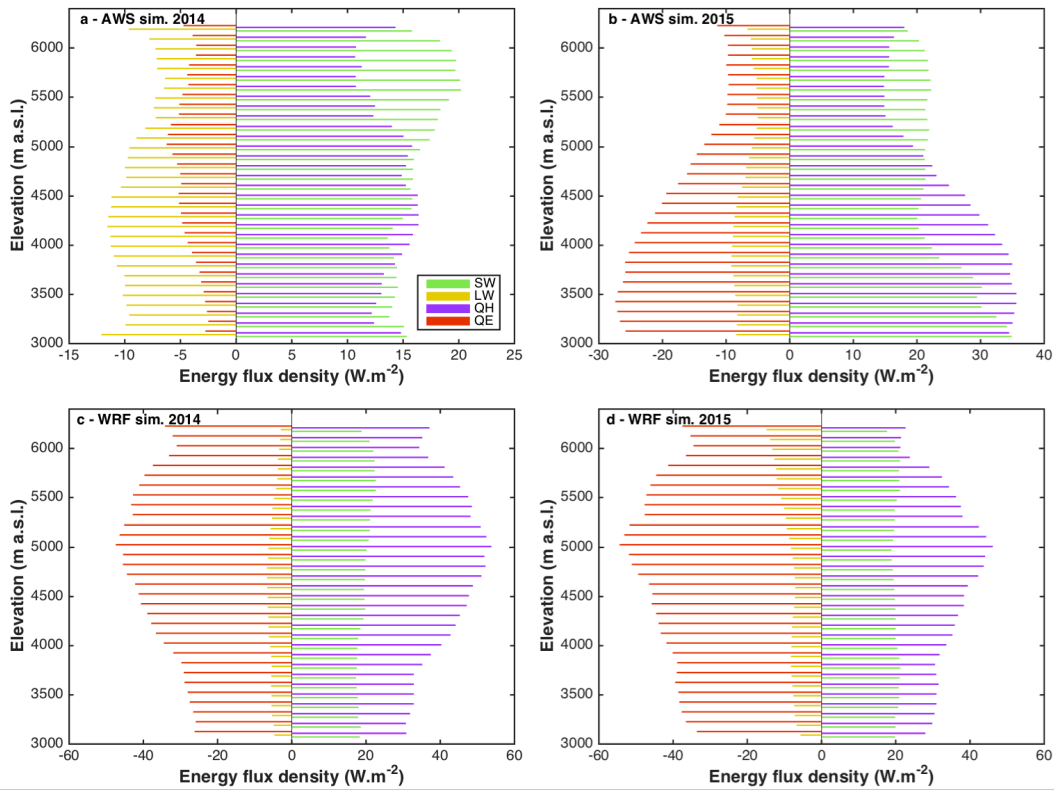 a - AWS sim. 2014
6000
5500
5000
4500
4000
3500
3000
Elevation (m a.s.l.)
SW
LW
QH
QE
-15 -10 -5 0 5 10 15 20 25
Energy flux density (W.m-2)
b - AWS sim. 2015
6000
5500
5000
4500
4000
3500
3000
Elevation (m a.s.l.)
-30 -20 -10 0 10 20 30 40
Energy flux density (W.m-2)
c - WRF sim. 2014
6000
5500
5000
4500
4000
3500
3000
Elevation (m a.s.l.)
-60 -40 -20 0 20 40 60
Energy flux density (W.m-2)
d - WRF sim. 2015
6000
5500
5000
4500
4000
3500
3000
Elevation (m a.s.l.)
-60 -40 -20 0 20 40 60
Energy flux density (W.m-2)